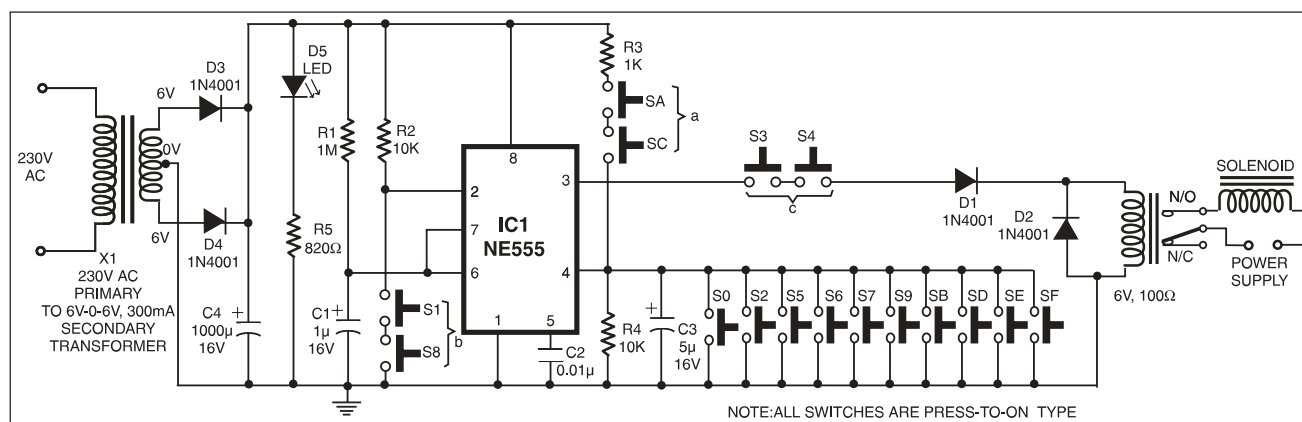 230V
AC
X1
230V AC
PRIMARY
TO 6V-0-6V, 300mA
SECONDARY
TRANSFORMER
6V
0V
6V
D3
1N4001
D4
1N4001
C4
1000µ
16V
+
D5
LED
R5
820Ω
R1
1M
C1
1µ
16V
+
R2
10K
S1
S8
b
2
7
6
8
3
4
1
5
IC1
NE555
C2
0.01µ
R3
1K
SA
SC
a
R4
10K
C3
5µ
16V
+
S3
S4
c
D1
1N4001
D2
1N4001
S0
S2
S5
S6
S7
S9
SB
SD
SE
SF
6V, 100Ω
N/O
N/C
SOLENOID
POWER
SUPPLY
NOTE:ALL SWITCHES ARE PRESS-TO-ON TYPE